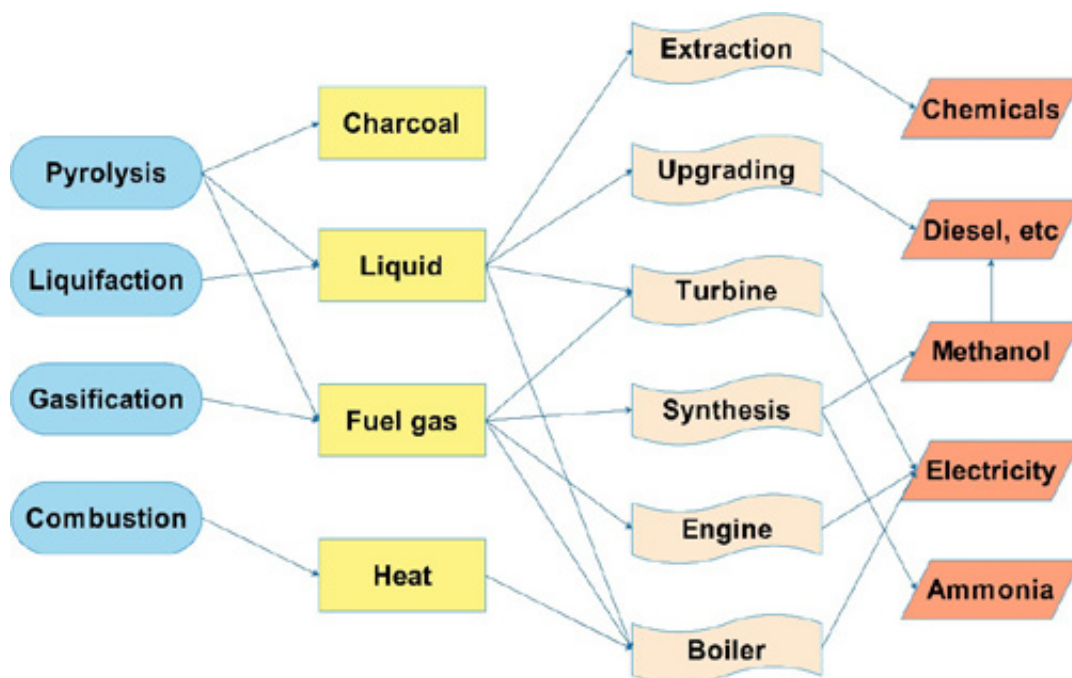 Pyrolysis
Liquifaction
Gasification
Combustion
Charcoal
Liquid
Fuel gas
Heat
Extraction
Upgrading
Turbine
Synthesis
Engine
Boiler
Chemicals
Diesel, etc
Methanol
Electricity
Ammonia